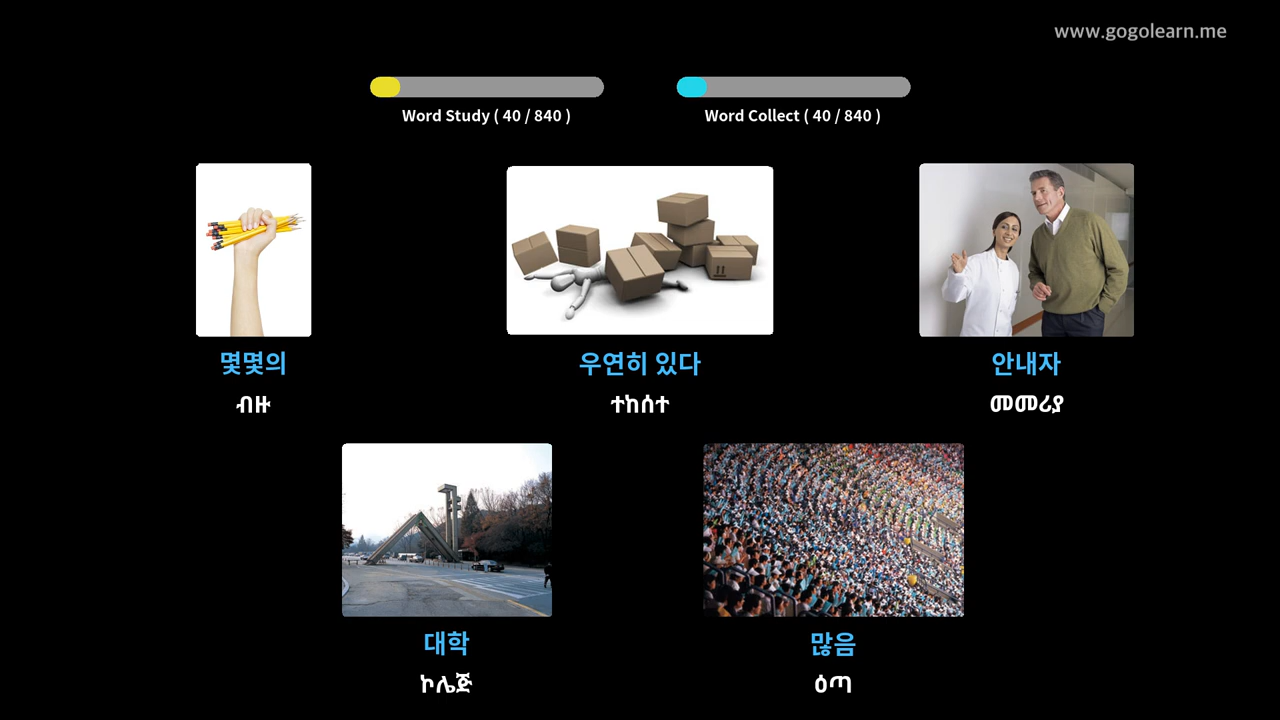 www.gogolearn.me
Word Study ( 40 / 840 )
Word Collect ( 40 / 840 )
몇몇의
우연히 있다
안내자
ብዙ
ተከሰተ
መመሪያ
대학
많음
ኮሌጅ
ዕጣ